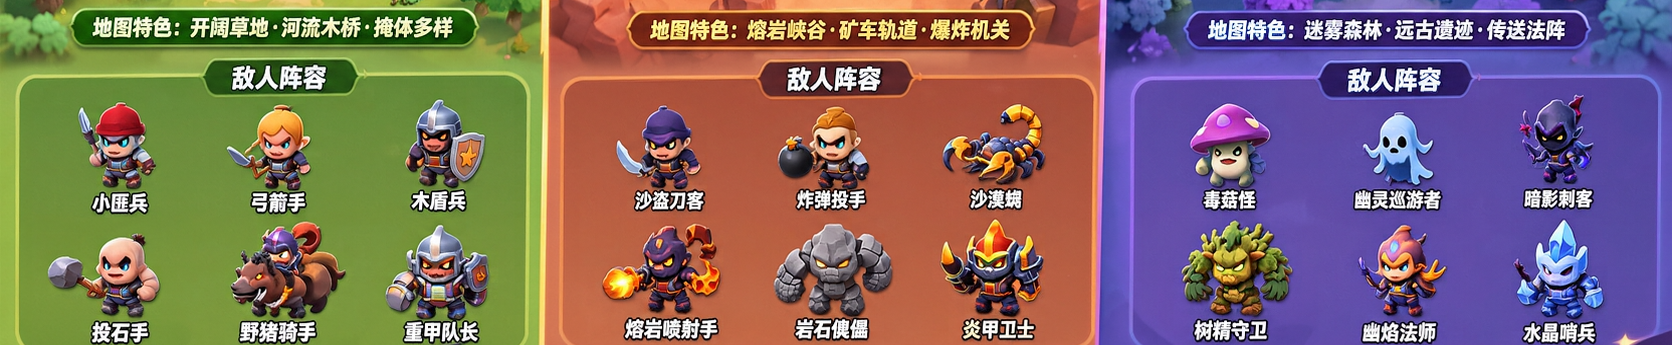 地图特色：开阔草地·河流木桥·掩体多样
敌人阵容
小匪兵
弓箭手
木盾兵
投石手
野猪骑手
重甲队长
地图特色：熔岩峡谷·矿车轨道·爆炸机关
敌人阵容
沙盗刀客
炸弹投手
沙漠蝎
熔岩喷射手
岩石傀儡
炎甲卫士
地图特色：迷雾森林·远古遗迹·传送法阵
敌人阵容
毒菇怪
幽灵巡游者
暗影刺客
树精守卫
幽焰法师
水晶哨兵